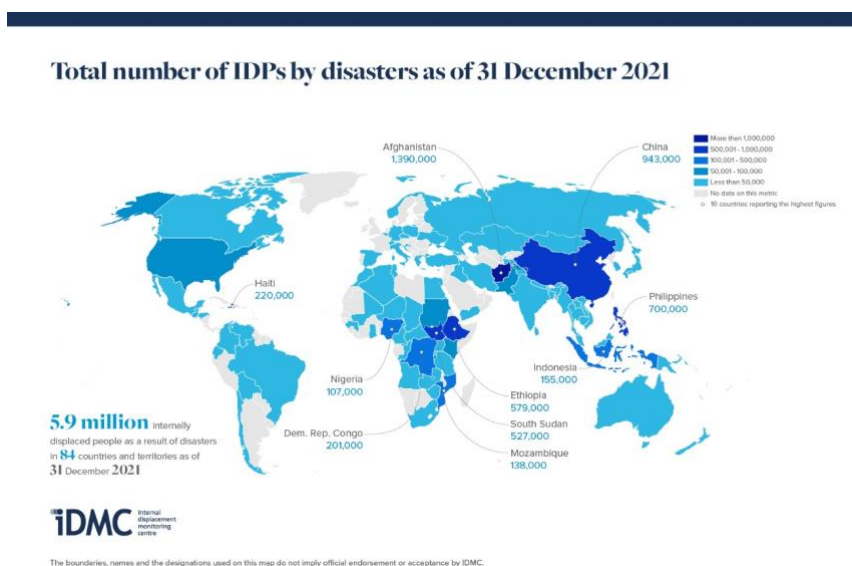 Total number of IDPs by disasters as of 31 December 2021
Afghanistan
1,390,000
China
943,000
More than 1,000,000
500,001 - 1,000,000
100,001 - 500,000
50,001 - 100,000
Less than 50,000
No data on this metric
10 countries reporting the highest figures
Haiti
220,000
Philippines
700,000
Indonesia
155,000
Nigeria
107,000
Ethiopia
579,000
South Sudan
527,000
Dem. Rep. Congo
201,000
Mozambique
138,000
5.9 million internally
displaced people as a result of disasters
in 84 countries and territories as of
31 December 2021
iDMC
internal
displacement
monitoring
centre
The boundaries, names and the designations used on this map do not imply official endorsement or acceptance by IDMC.